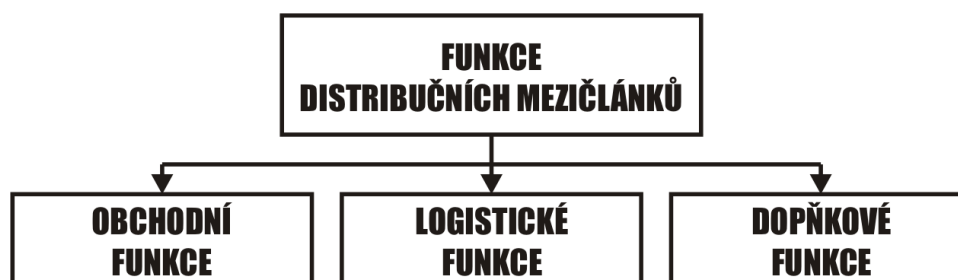 FUNKCE
DISTRIBUČNÍCH MEZIČLÁNKŮ
OBCHODNÍ
FUNKCE
LOGISTICKÉ
FUNKCE
DOPŇKOVÉ
FUNKCE